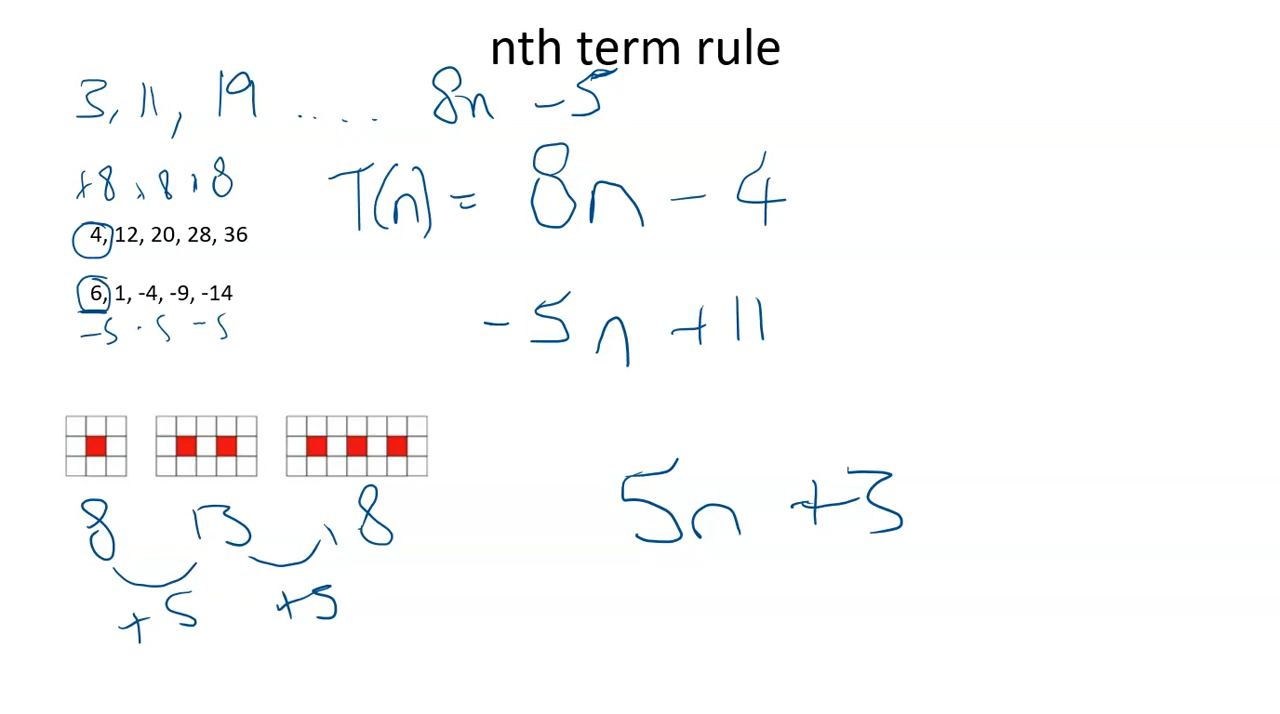 nth term rule
3, 11, 19 ..... 8n - 5
+8, 8, 8
T(n) = 8n - 4
4, 12, 20, 28, 36
6, 1, -4, -9, -14
-5 -5 -5
-5n + 11
8 13 18
5n + 3
+5 +5